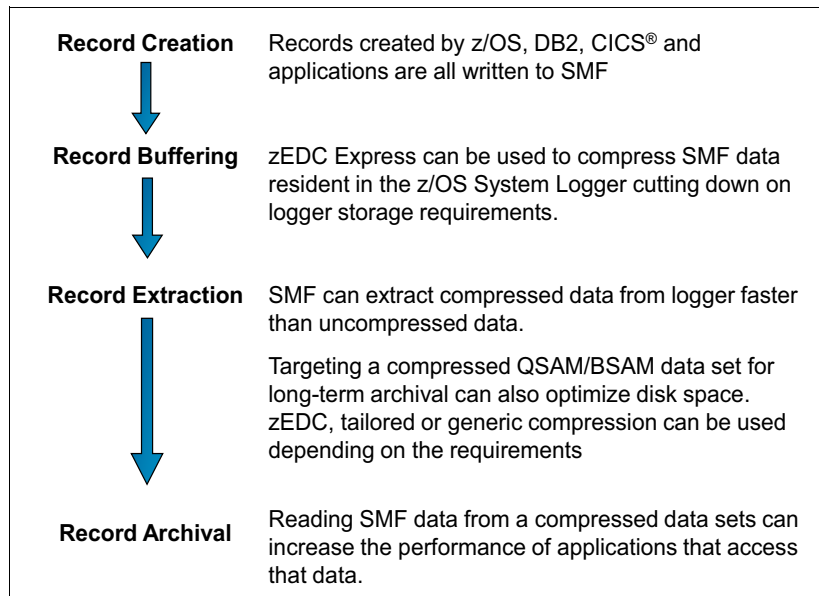 Record Creation
Records created by z/OS, DB2, CICS® and
applications are all written to SMF
Record Buffering
zEDC Express can be used to compress SMF data
resident in the z/OS System Logger cutting down on
logger storage requirements.
Record Extraction
SMF can extract compressed data from logger faster
than uncompressed data.
Targeting a compressed QSAM/BSAM data set for
long-term archival can also optimize disk space.
zEDC, tailored or generic compression can be used
depending on the requirements
Record Archival
Reading SMF data from a compressed data sets can
increase the performance of applications that access
that data.